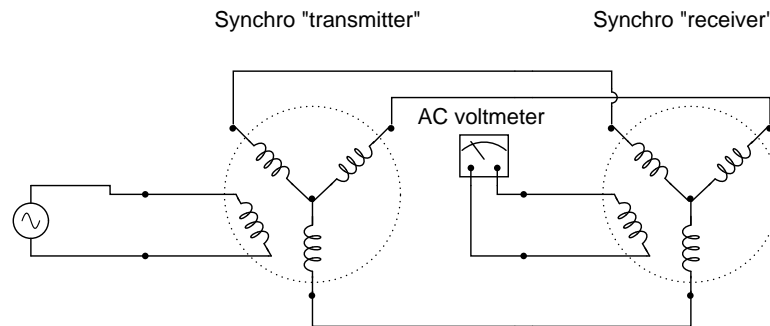 Synchro "transmitter"
Synchro "receiver"
AC voltmeter